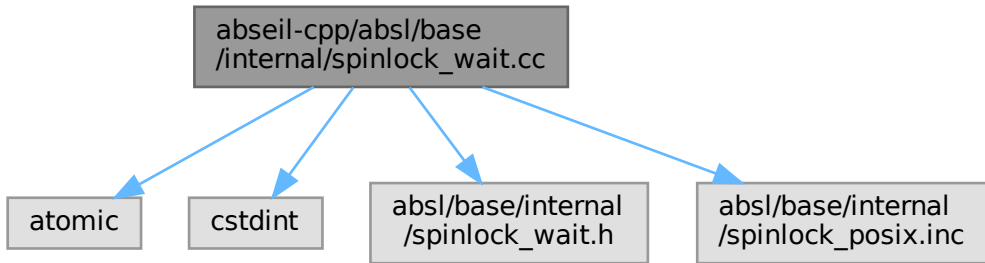 abseil-cpp/absl/base
/internal/spinlock_wait.cc
atomic
cstdint
absl/base/internal
/spinlock_wait.h
absl/base/internal
/spinlock_posix.inc